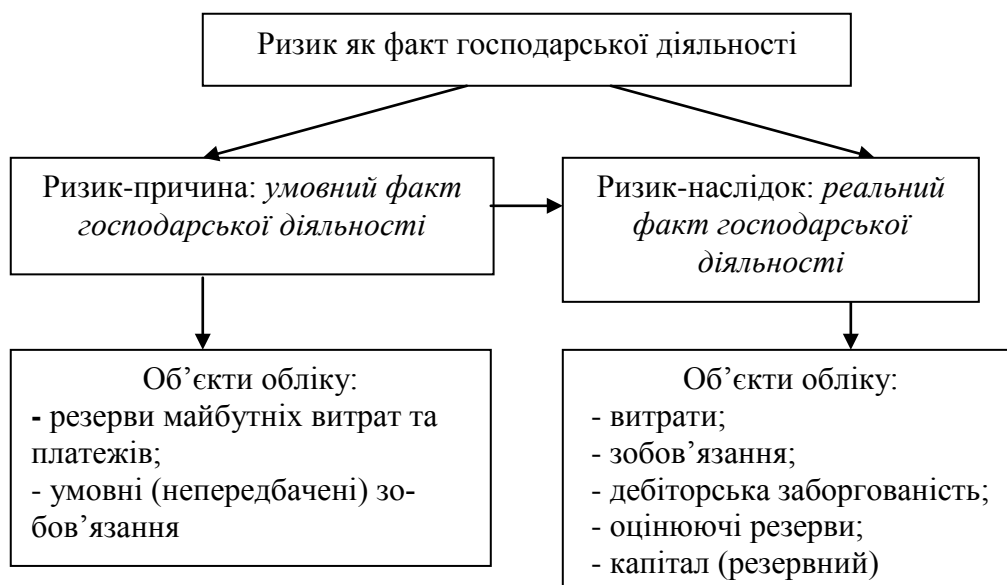 Ризик як факт господарської діяльності
Ризик-причина: умовний факт
господарської діяльності
Ризик-наслідок: реальний
факт господарської
діяльності
Об’єкти обліку:
- резерви майбутніх витрат та
платежів;
- умовні (непередбачені) зо-
бов’язання
Об’єкти обліку:
- витрати;
- зобов’язання;
- дебіторська заборгованість;
- оцінюючі резерви;
- капітал (резервний)